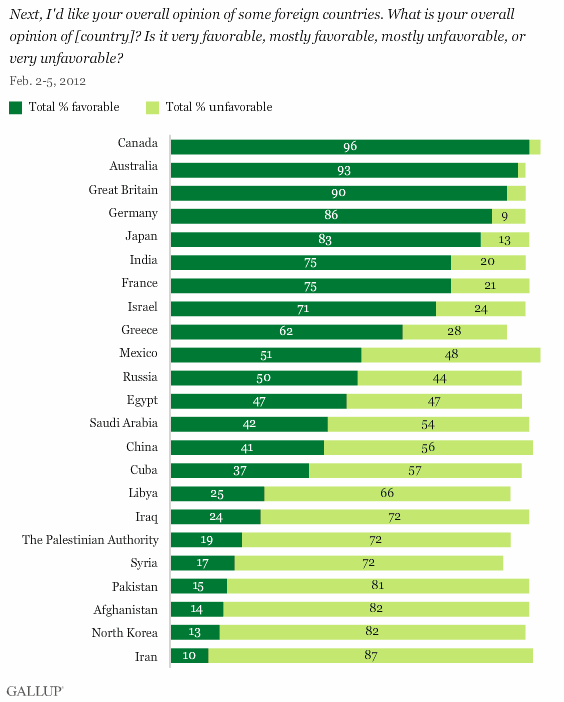 Next, I'd like your overall opinion of some foreign countries. What is your overall
opinion of [country]? Is it very favorable, mostly favorable, mostly unfavorable, or
very unfavorable?
Feb. 2-5, 2012
Total % favorable Total % unfavorable
Canada 96
Australia 93
Great Britain 90
Germany 86 9
Japan 83 13
India 75 20
France 75 21
Israel 71 24
Greece 62 28
Mexico 51 48
Russia 50 44
Egypt 47 47
Saudi Arabia 42 54
China 41 56
Cuba 37 57
Libya 25 66
Iraq 24 72
The Palestinian Authority 19 72
Syria 17 72
Pakistan 15 81
Afghanistan 14 82
North Korea 13 82
Iran 10 87
GALLUP®